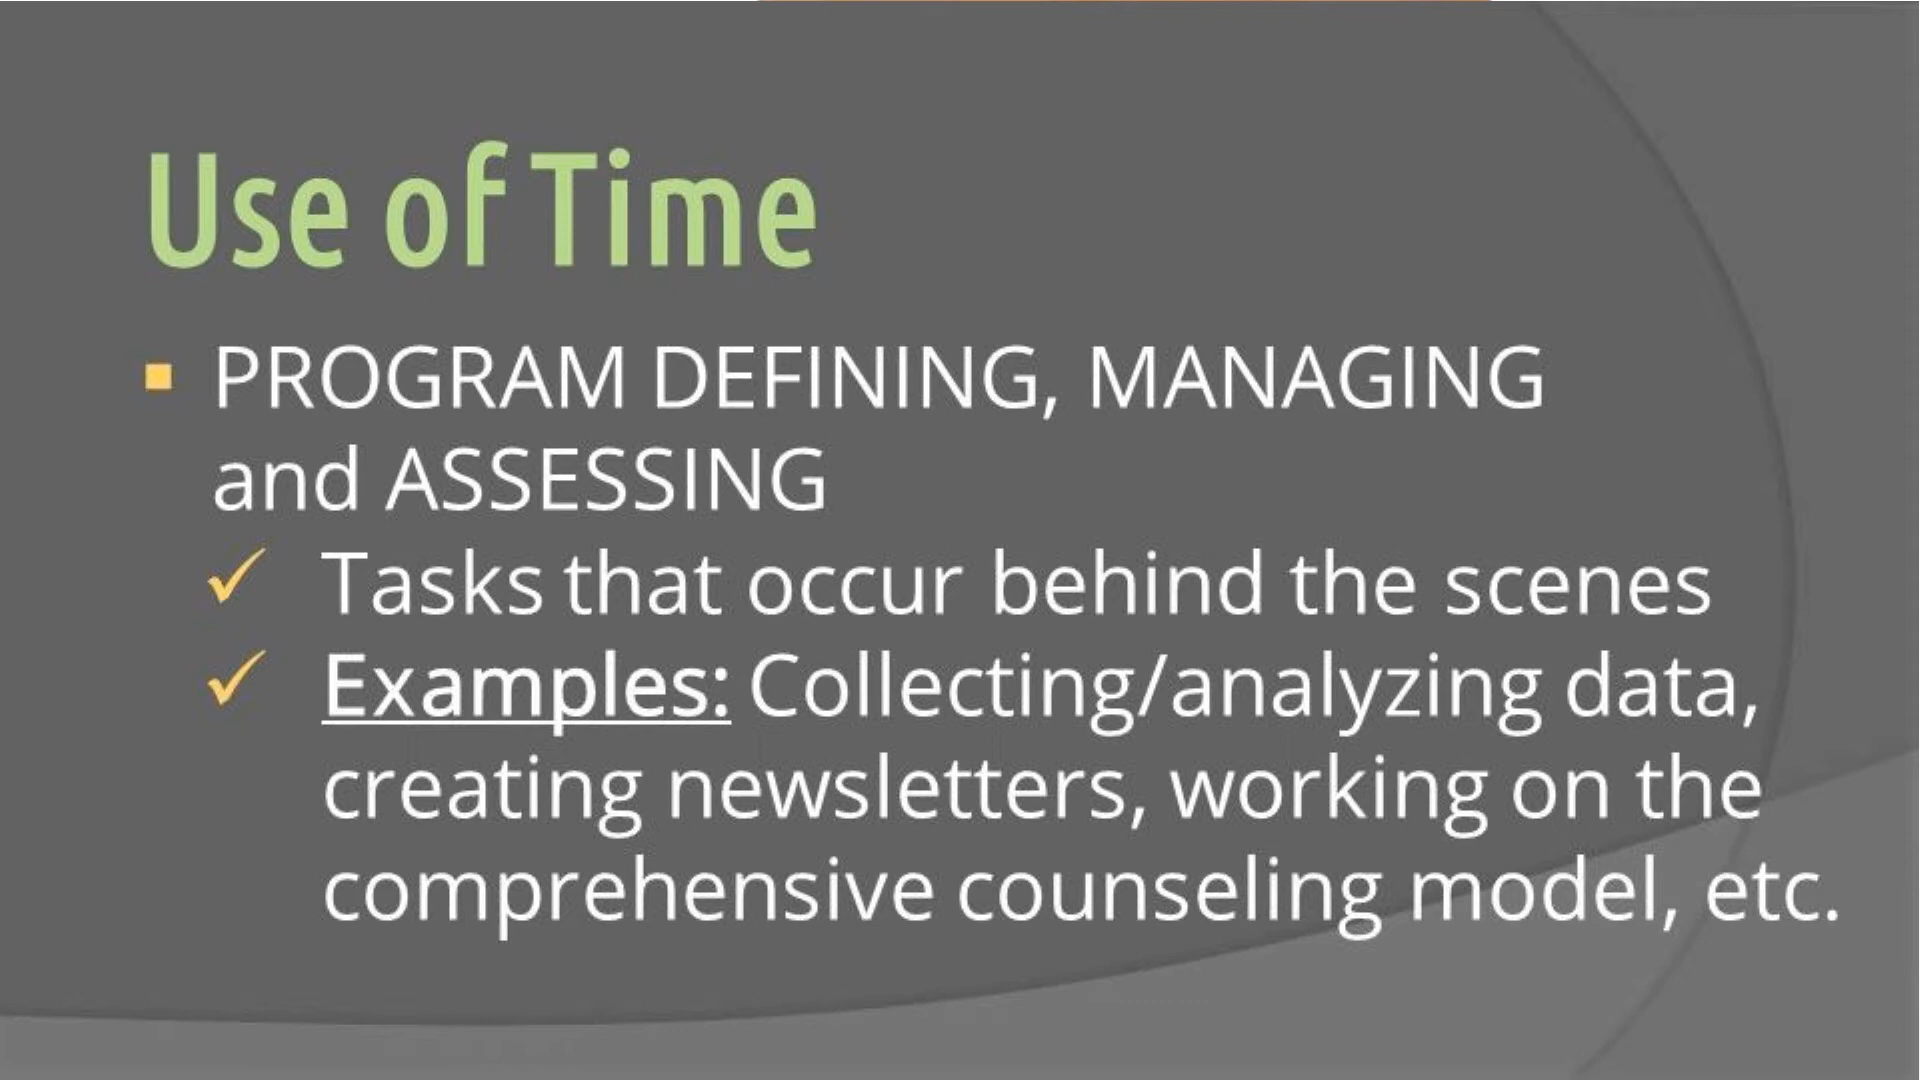 Use of Time
PROGRAM DEFINING, MANAGING
and ASSESSING
Tasks that occur behind the scenes
Examples: Collecting/analyzing data,
creating newsletters, working on the
comprehensive counseling model, etc.